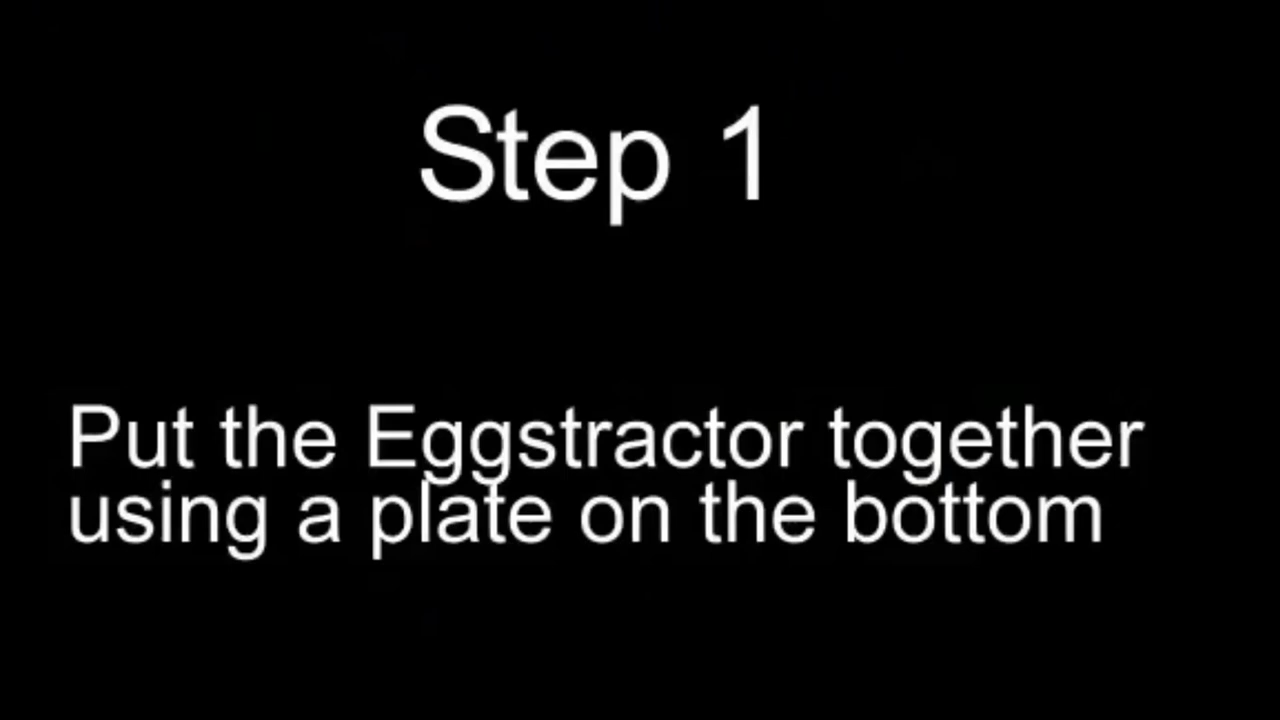 Step 1
Put the Eggstractor together
using a plate on the bottom